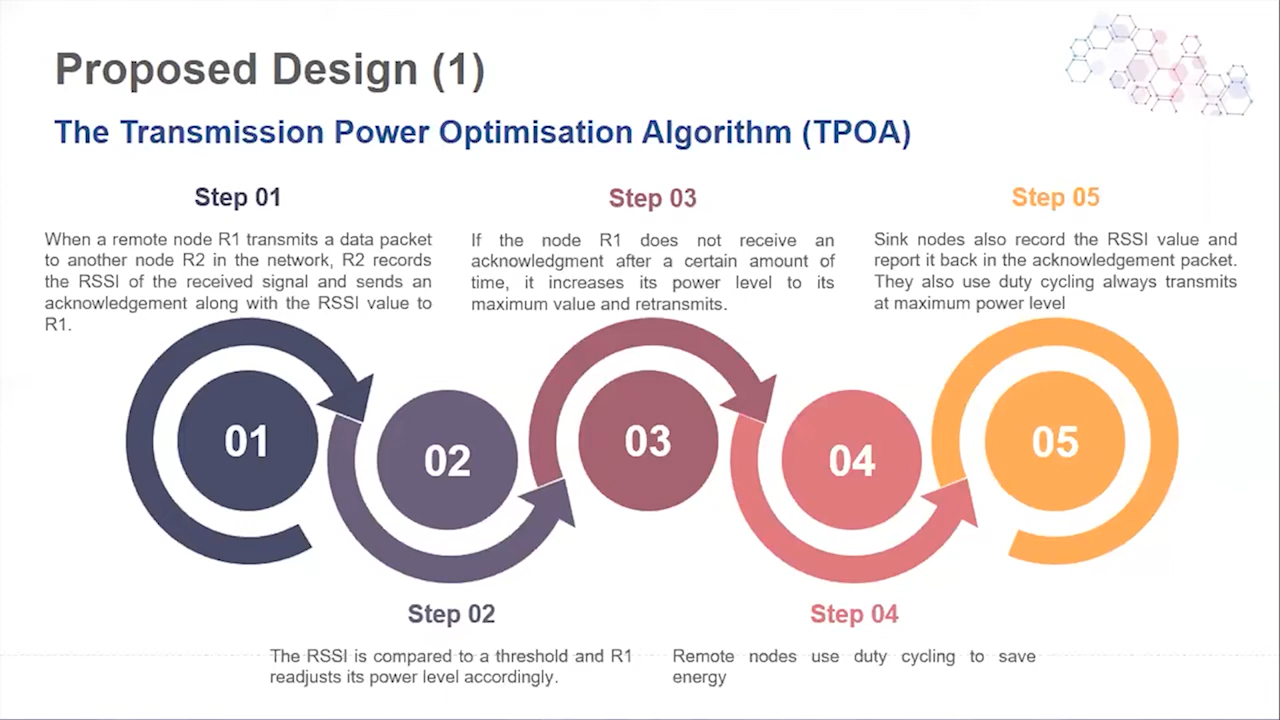 Proposed Design (1)
The Transmission Power Optimisation Algorithm (TPOA)
Step 01
When a remote node R1 transmits a data packet
to another node R2 in the network, R2 records
the RSSI of the received signal and sends an
acknowledgement along with the RSSI value to
R1.
Step 03
If the node R1 does not receive an
acknowledgment after a certain amount of
time, it increases its power level to its
maximum value and retransmits.
Step 05
Sink nodes also record the RSSI value and
report it back in the acknowledgement packet.
They also use duty cycling always transmits
at maximum power level
01
02
03
04
05
Step 02
The RSSI is compared to a threshold and R1
readjusts its power level accordingly.
Step 04
Remote nodes use duty cycling to save
energy